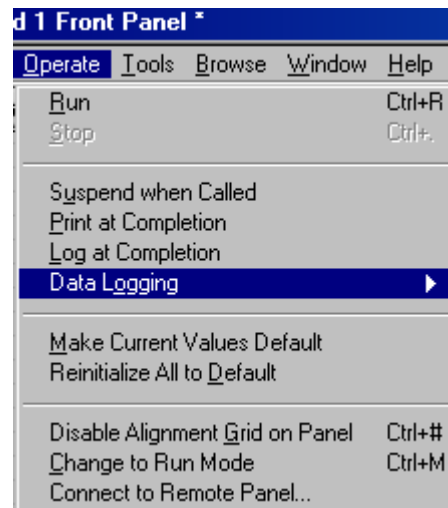 d 1 Front Panel *
Operate Tools Browse Window Help
Run Ctrl+R
Stop Ctrl+.
Suspend when Called
Print at Completion
Log at Completion
Data Logging
Make Current Values Default
Reinitialize All to Default
Disable Alignment Grid on Panel Ctrl+#
Change to Run Mode Ctrl+M
Connect to Remote Panel...